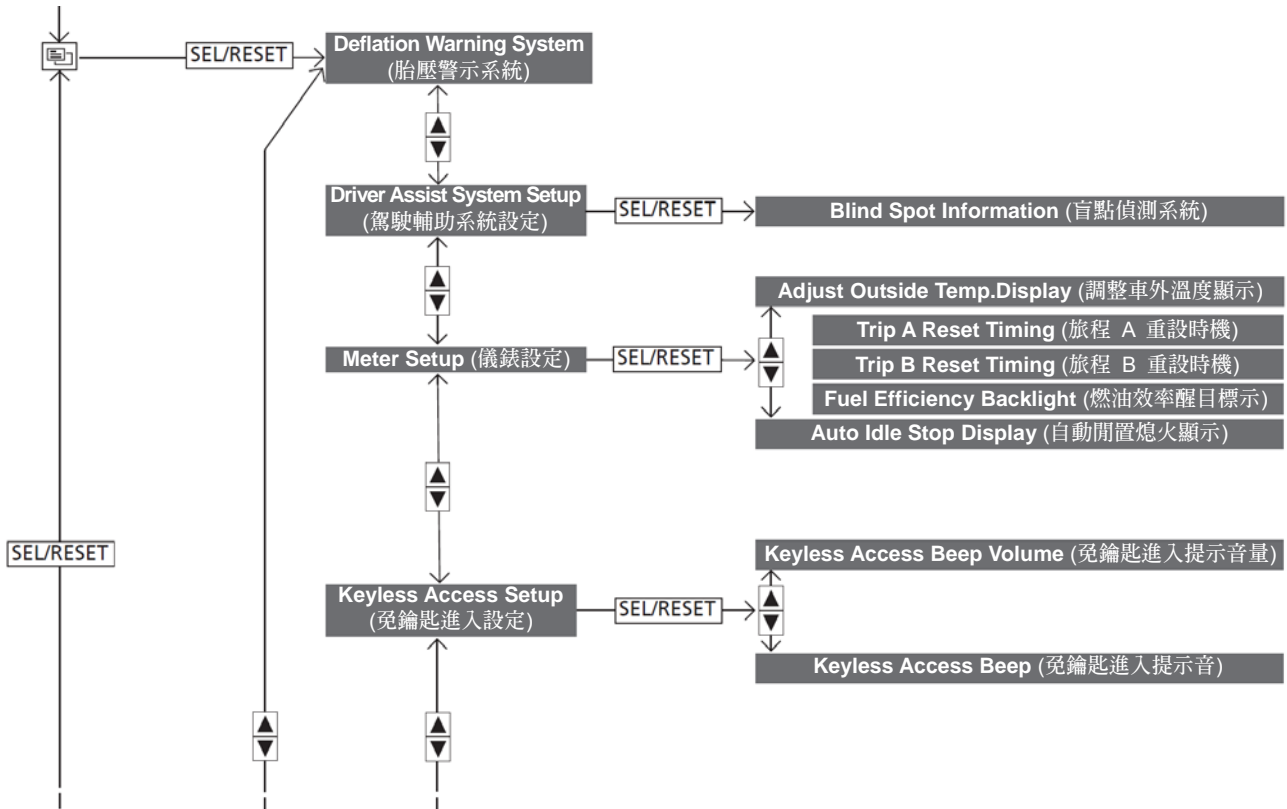 SEL/RESET
Deflation Warning System
(胎壓警示系統)
▲
▼
Driver Assist System Setup
(駕駛輔助系統設定)
SEL/RESET
Blind Spot Information (盲點偵測系統)
▲
▼
Adjust Outside Temp.Display (調整車外溫度顯示)
Trip A Reset Timing (旅程 A 重設時機)
Meter Setup (儀錶設定)
SEL/RESET
▲
▼
Trip B Reset Timing (旅程 B 重設時機)
Fuel Efficiency Backlight (燃油效率醒目標示)
Auto Idle Stop Display (自動閒置熄火顯示)
▲
▼
SEL/RESET
Keyless Access Beep Volume (免鑰匙進入提示音量)
Keyless Access Setup
(免鑰匙進入設定)
SEL/RESET
▲
▼
Keyless Access Beep (免鑰匙進入提示音)
▲
▼
▲
▼